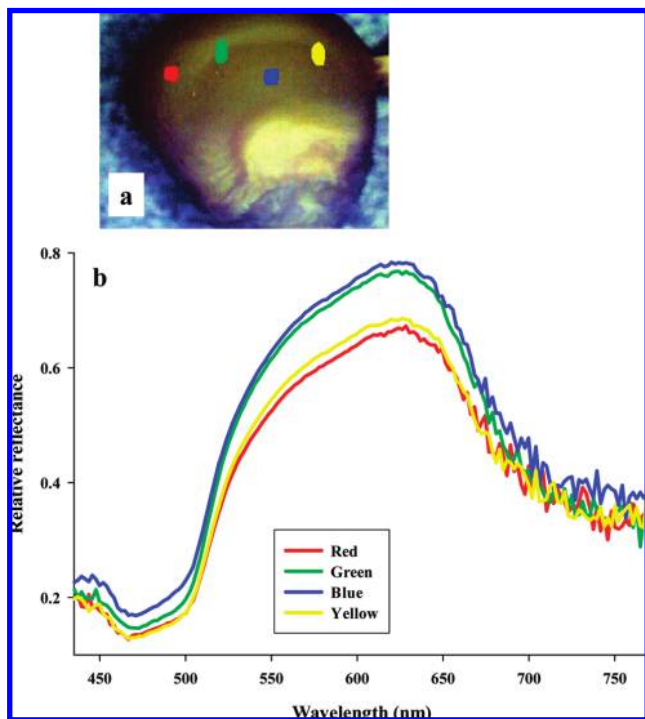 a
b
0.8
0.6
0.4
0.2
Relative reflectance
Red
Green
Blue
Yellow
450 500 550 600 650 700 750
Wavelength (nm)